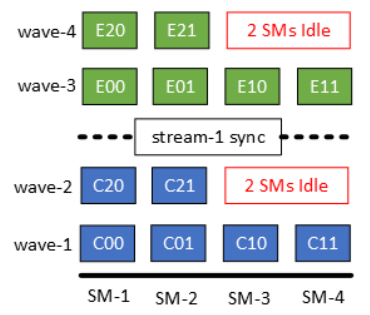 wave-4 E20 E21 2 SMs Idle
wave-3 E00 E01 E10 E11
stream-1 sync
wave-2 C20 C21 2 SMs Idle
wave-1 C00 C01 C10 C11
SM-1 SM-2 SM-3 SM-4